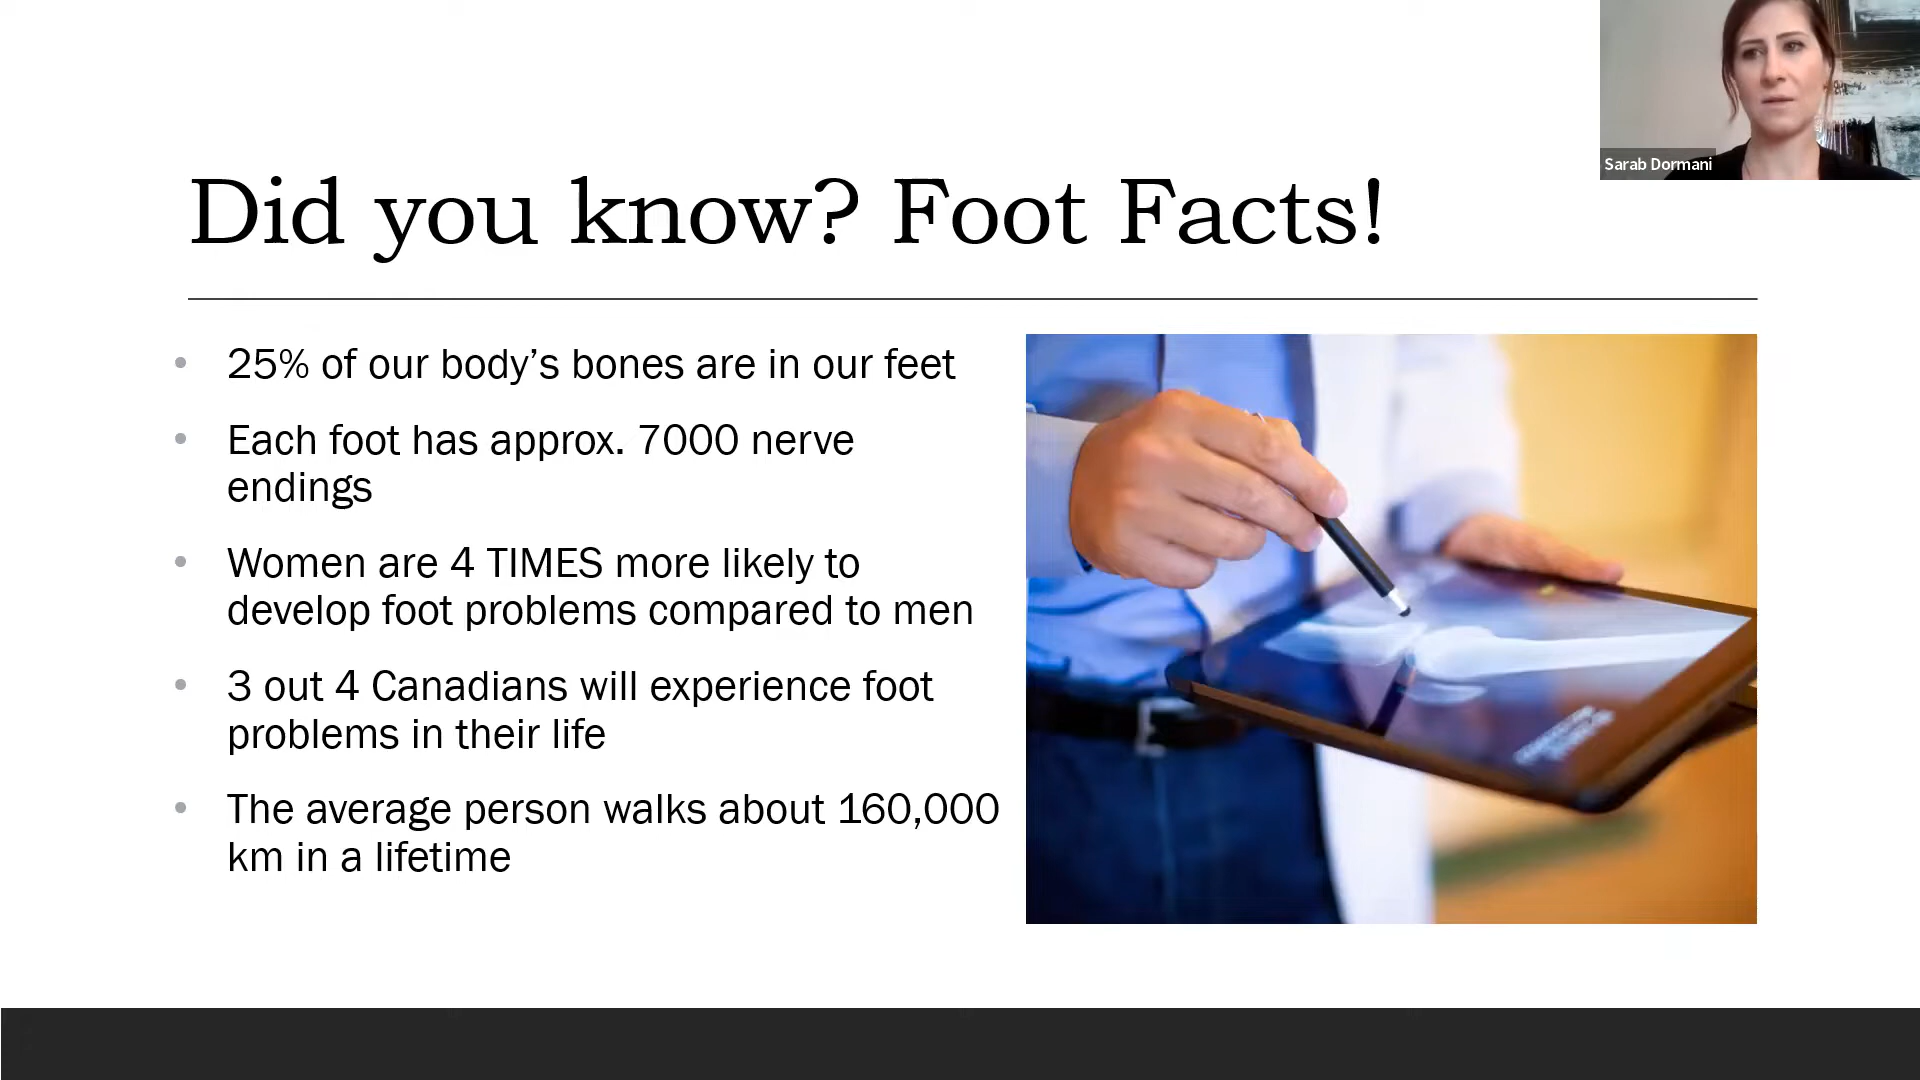 Sarab Dormani
Did you know? Foot Facts!
• 25% of our body’s bones are in our feet
• Each foot has approx. 7000 nerve
endings
• Women are 4 TIMES more likely to
develop foot problems compared to men
• 3 out 4 Canadians will experience foot
problems in their life
• The average person walks about 160,000
km in a lifetime